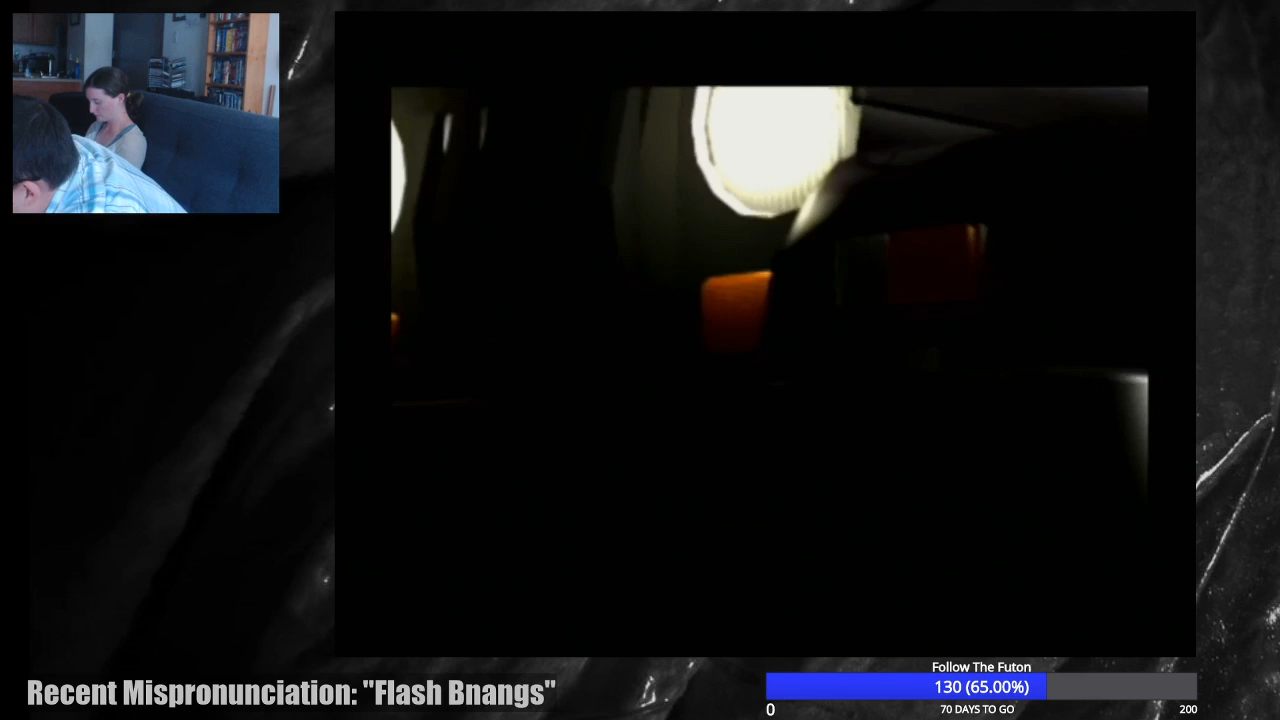 Recent Mispronunciation: "Flash Bnangs"
Follow The Futon
130 (65.00%)
0
70 DAYS TO GO
200